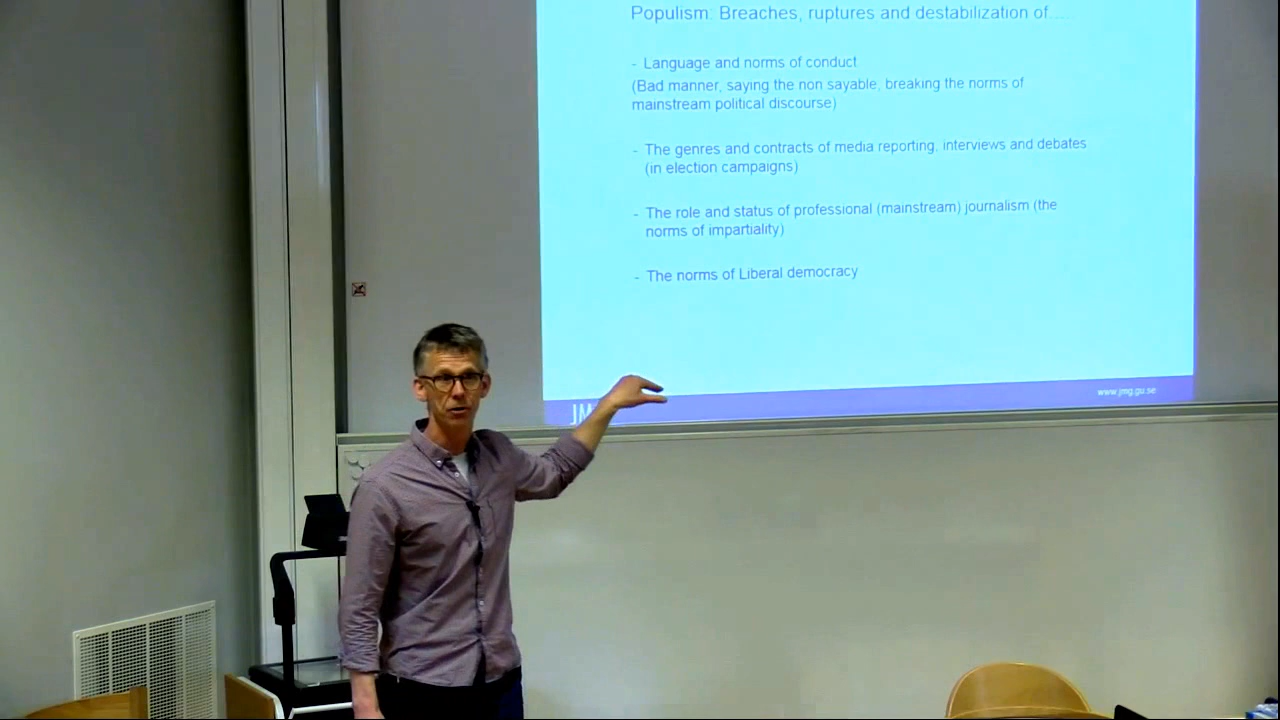 Populism: Breaches, ruptures and destabilization of.....
- Language and norms of conduct
(Bad manner, saying the non sayable, breaking the norms of
mainstream political discourse)
- The genres and contracts of media reporting, interviews and debates
(in election campaigns)
- The role and status of professional (mainstream) journalism (the
norms of impartiality)
- The norms of Liberal democracy
www.jmg.gu.se